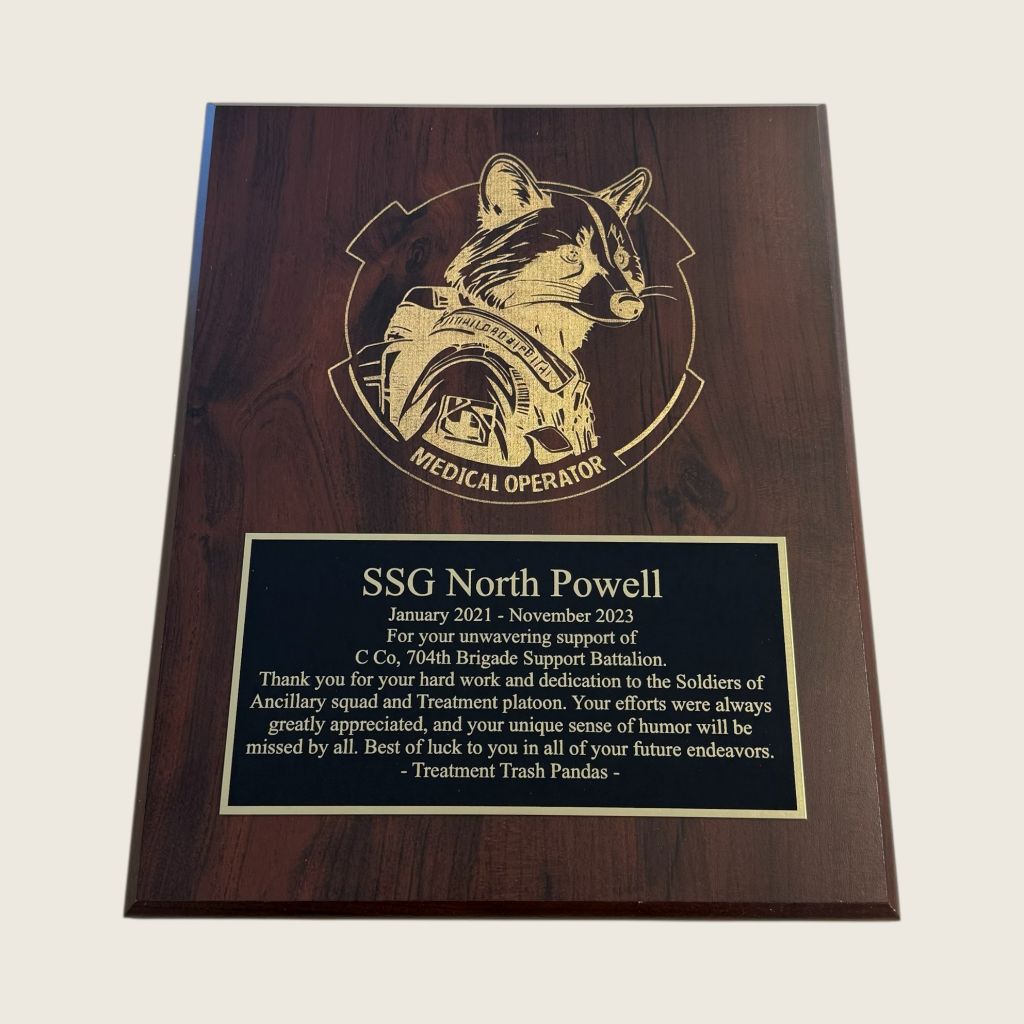 MEDICAL OPERATOR
SSG North Powell
January 2021 - November 2023
For your unwavering support of
C Co, 704th Brigade Support Battalion.
Thank you for your hard work and dedication to the Soldiers of
Ancillary squad and Treatment platoon. Your efforts were always
greatly appreciated, and your unique sense of humor will be
missed by all. Best of luck to you in all of your future endeavors.
- Treatment Trash Pandas -